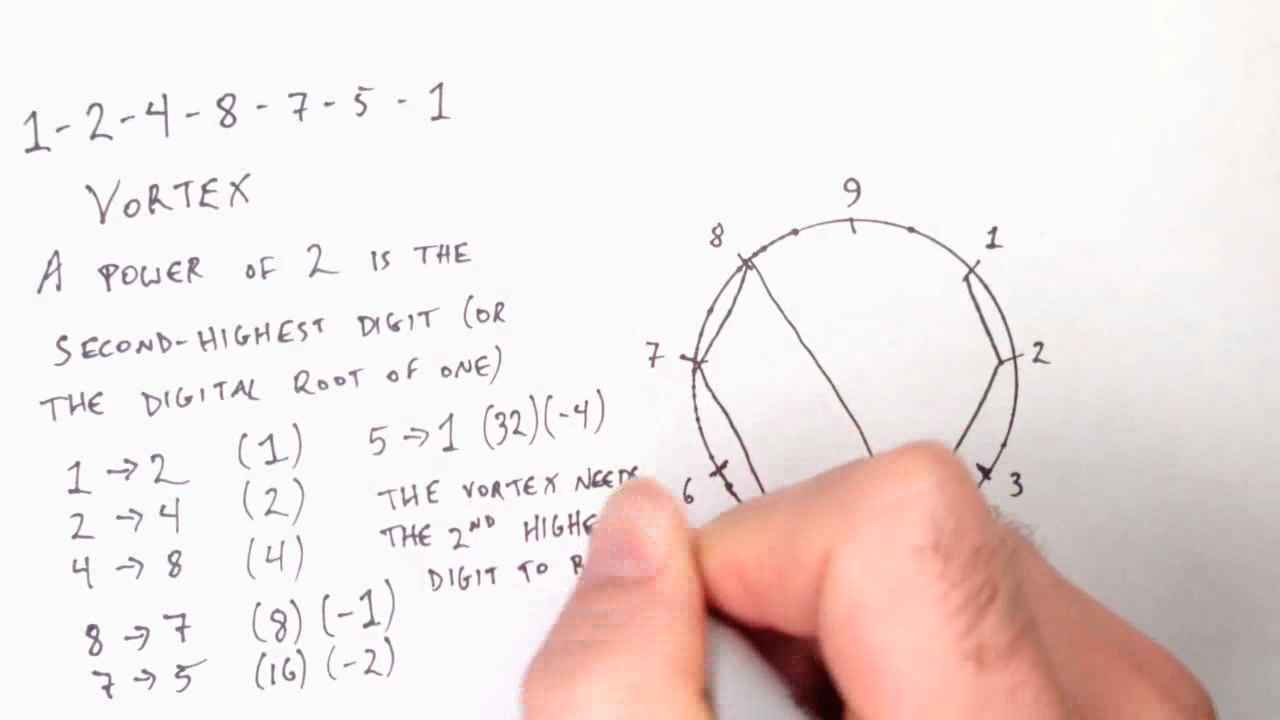 1-2-4-8-7-5-1
VORTEX
A POWER OF 2 IS THE
SECOND-HIGHEST DIGIT (OR
THE DIGITAL ROOT OF ONE)
1→2 (1)
2→4 (2)
4→8 (4)
8→7 (8)(-1)
7→5 (16)(-2)
5→1 (32)(-4)
THE VORTEX NEEDS
THE 2ND
DIGIT TO
9
8
1
7
2
6
3